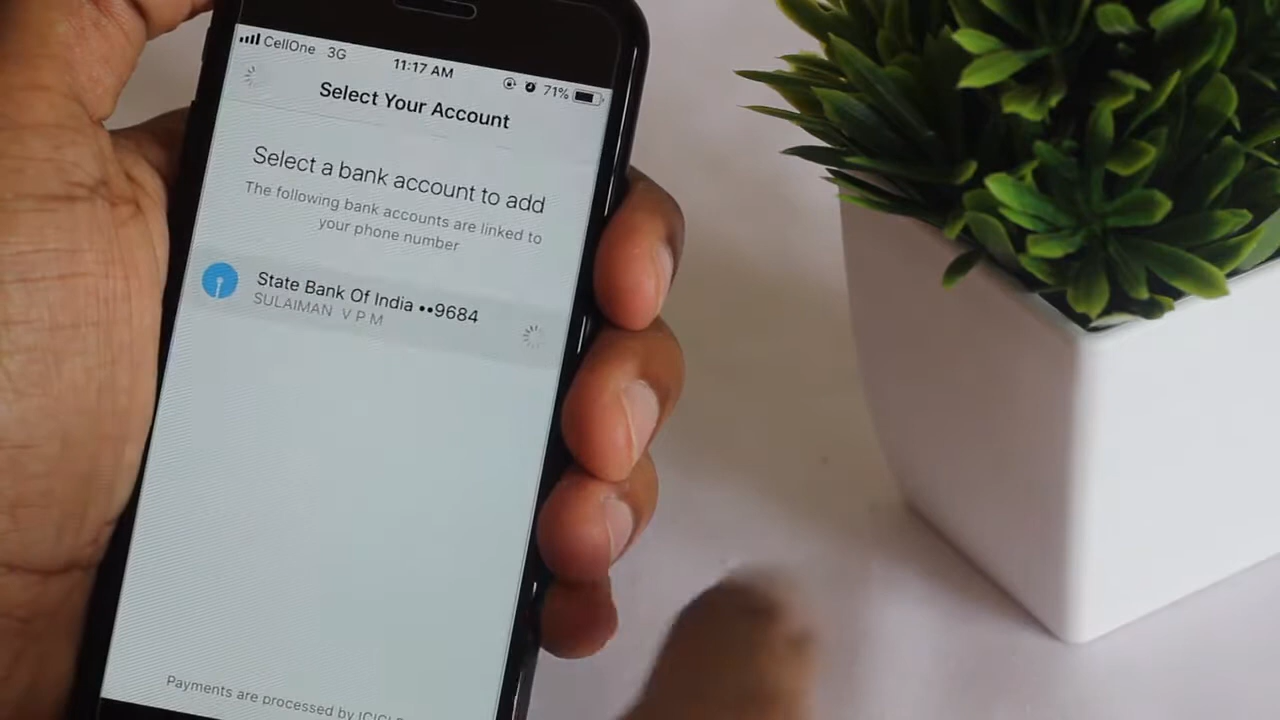 CellOne 3G 11:17 AM 71%
Select Your Account
Select a bank account to add
The following bank accounts are linked to
your phone number
State Bank Of India ••9684
SULAIMAN V P M
Payments are processed by ICICI